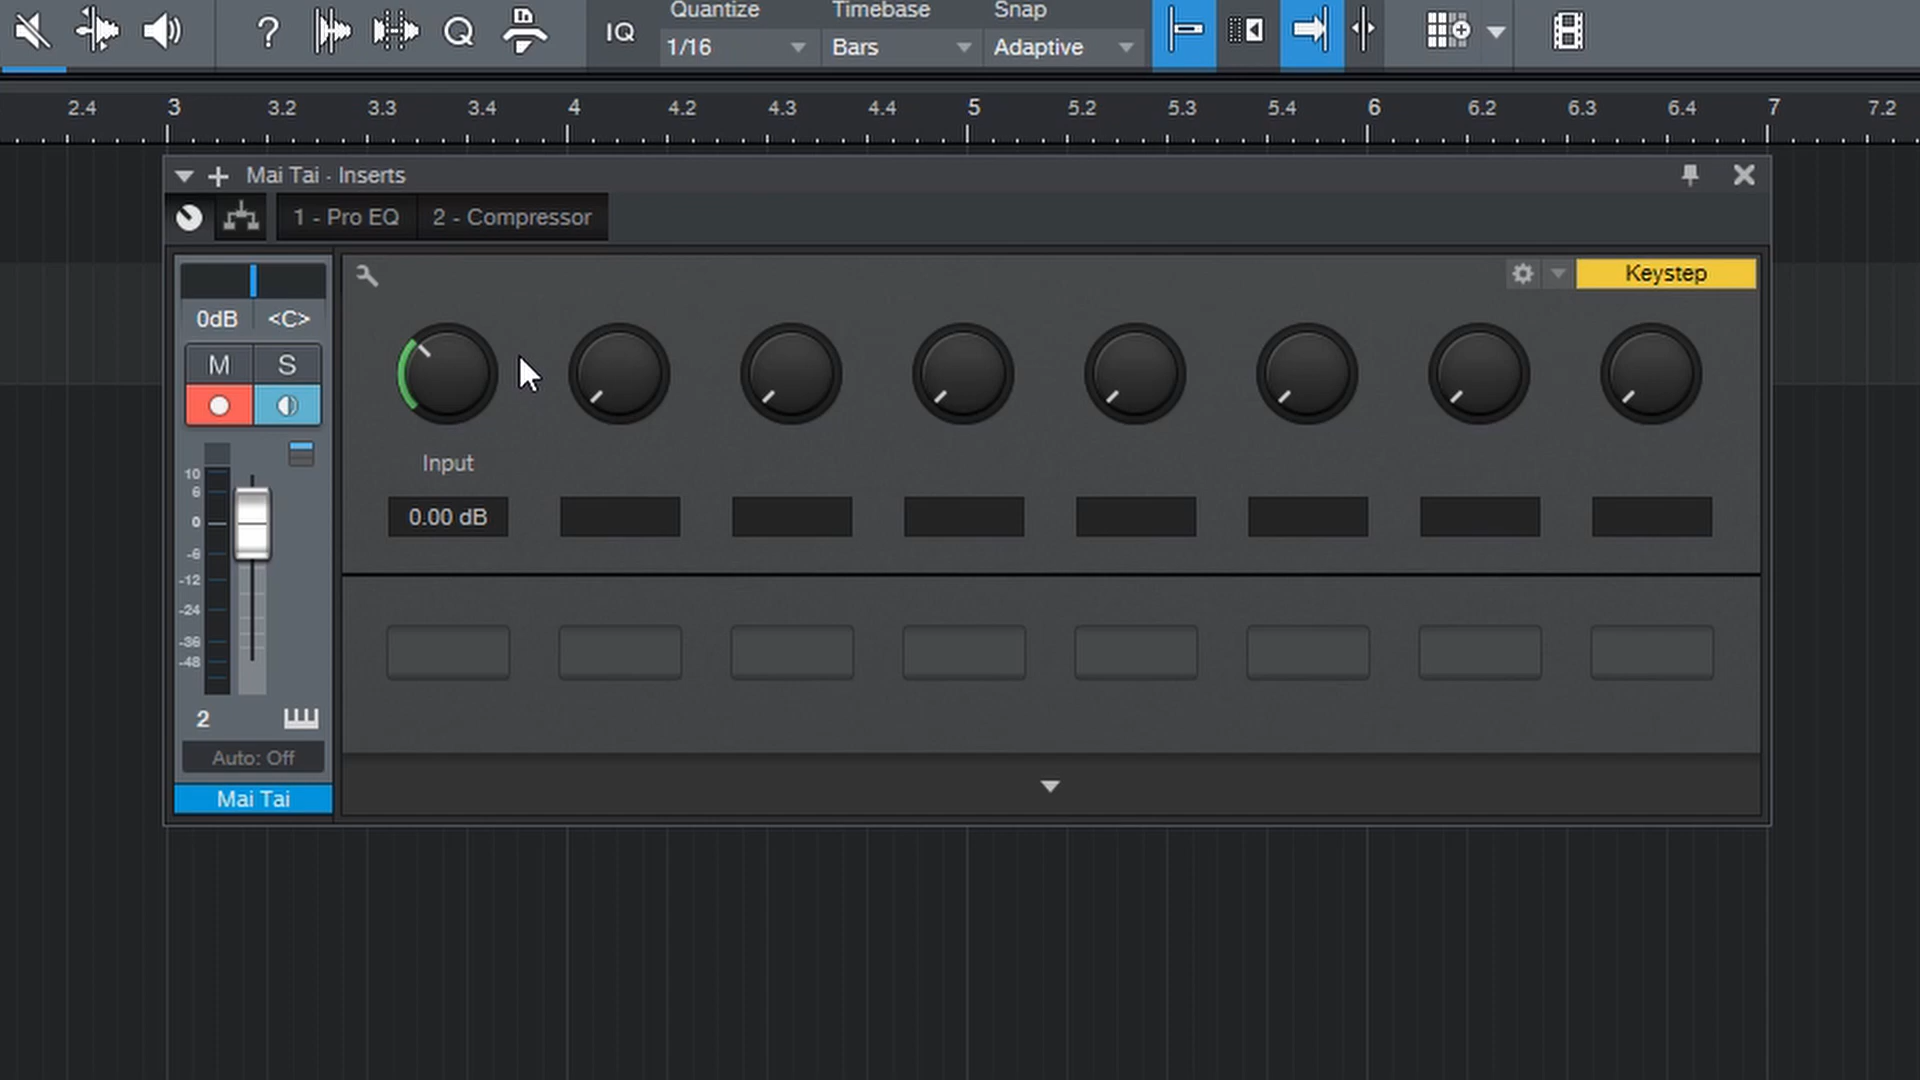 Quantize Timebase Snap
? Q IQ 1/16 Bars Adaptive
2.4 3 3.2 3.3 3.4 4 4.2 4.3 4.4 5 5.2 5.3 5.4 6 6.2 6.3 6.4 7 7.2
Mai Tai - Inserts
1 - Pro EQ 2 - Compressor
Keystep
0dB <C>
M S
Input
10
6
0
-6
-12
-24
-36
-48
0.00 dB
2
Auto: Off
Mai Tai